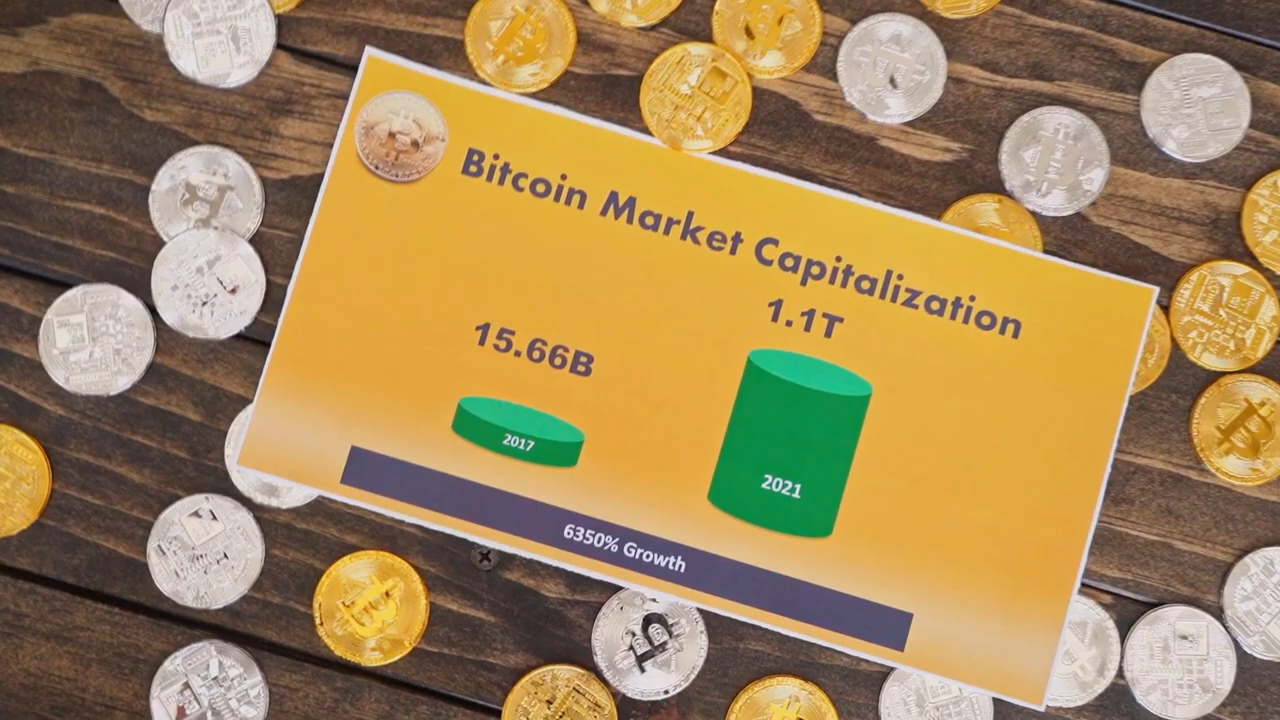 Bitcoin Market Capitalization
15.66B
1.1T
2017
2021
6350% Growth